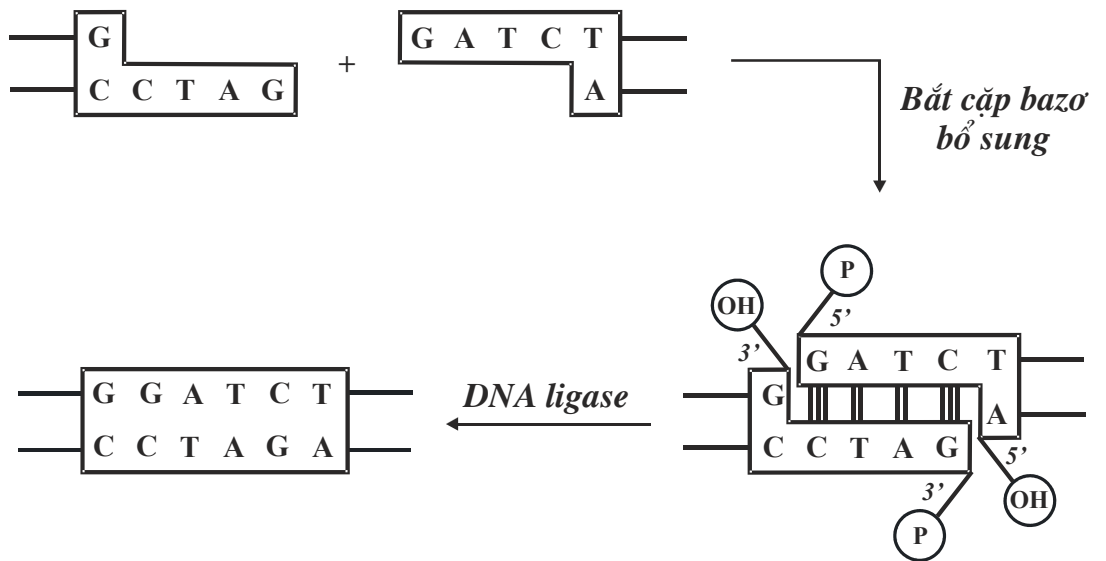 G
C C T A G
+
G A T C T
A
Bắt cặp bazơ
bổ sung
P
OH
5’
3’
G A T C T
G
A
C C T A G
5’
3’
OH
P
DNA ligase
G G A T C T
C C T A G A